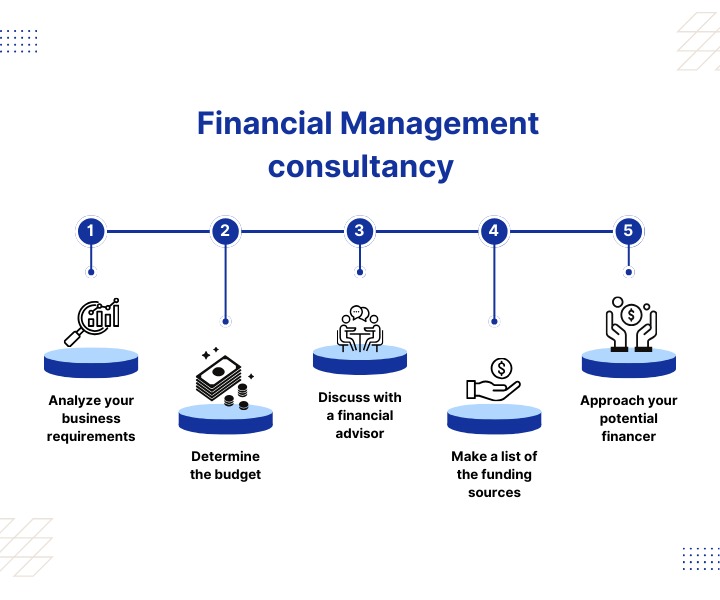 Financial Management
consultancy
1
2
3
4
5
Analyze your
business
requirements
$
Determine
the budget
Discuss with
a financial
advisor
$
Make a list of
the funding
sources
$
Approach your
potential
financer